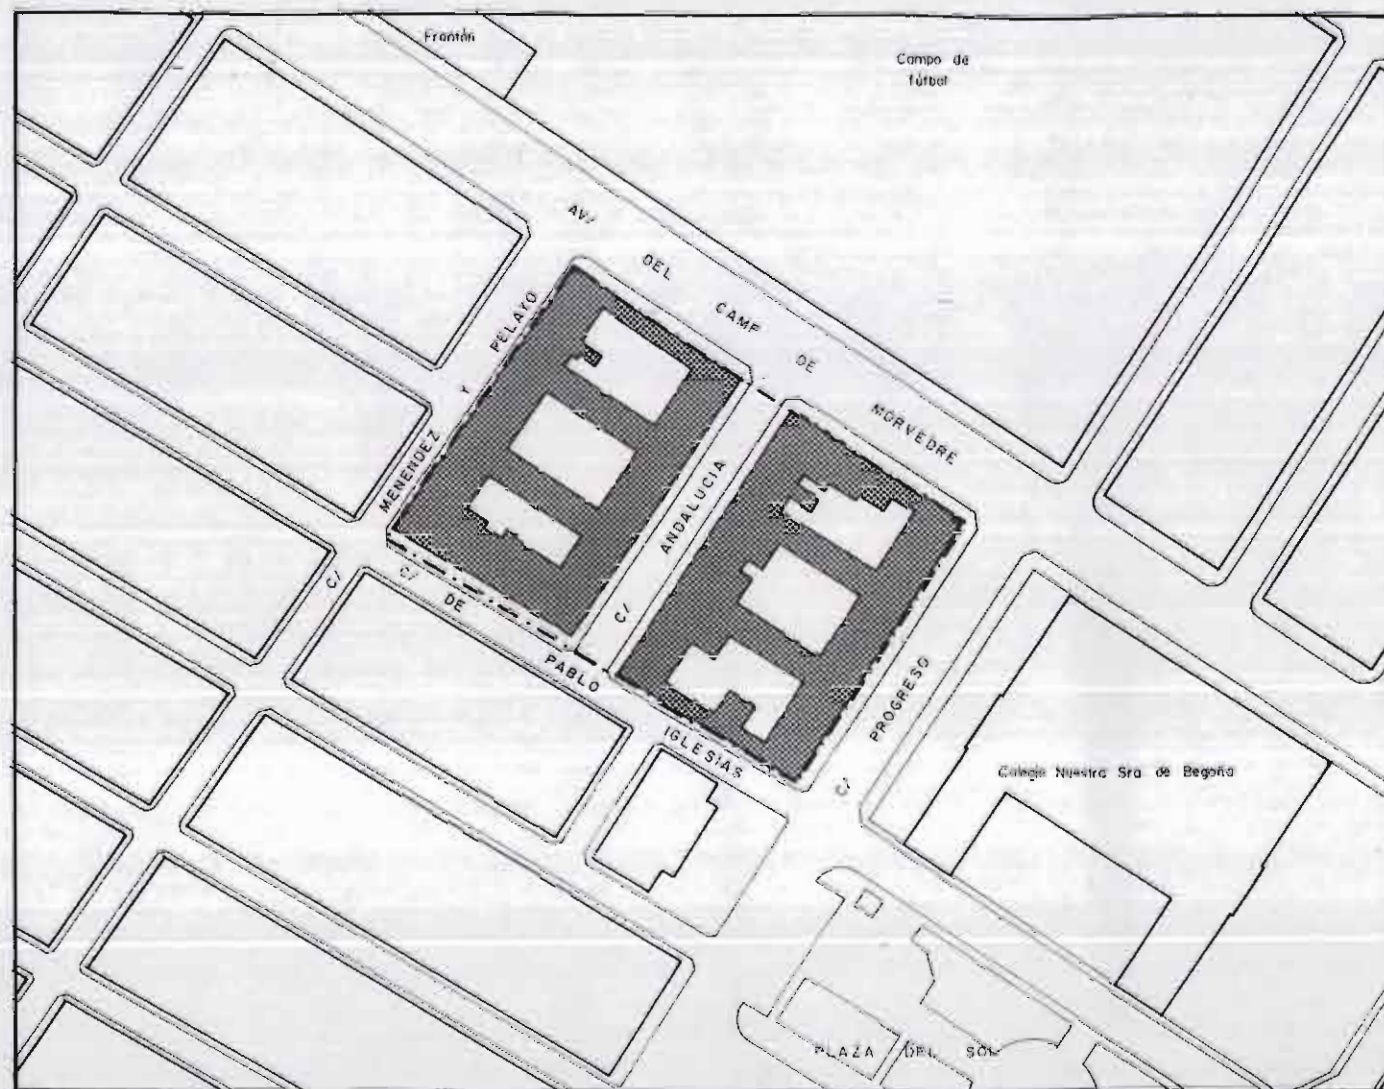 Frontón
Campo de
fútbol
AV/ DEL CAMP DE MORVEDRE
C/ MENENDEZ Y PELAYO
C/ ANDALUCIA
C/ DE PABLO IGLESIAS
C/ PROGRESO
Colegio Nuestra Sra. de Begoña
PLAZA DEL SOL